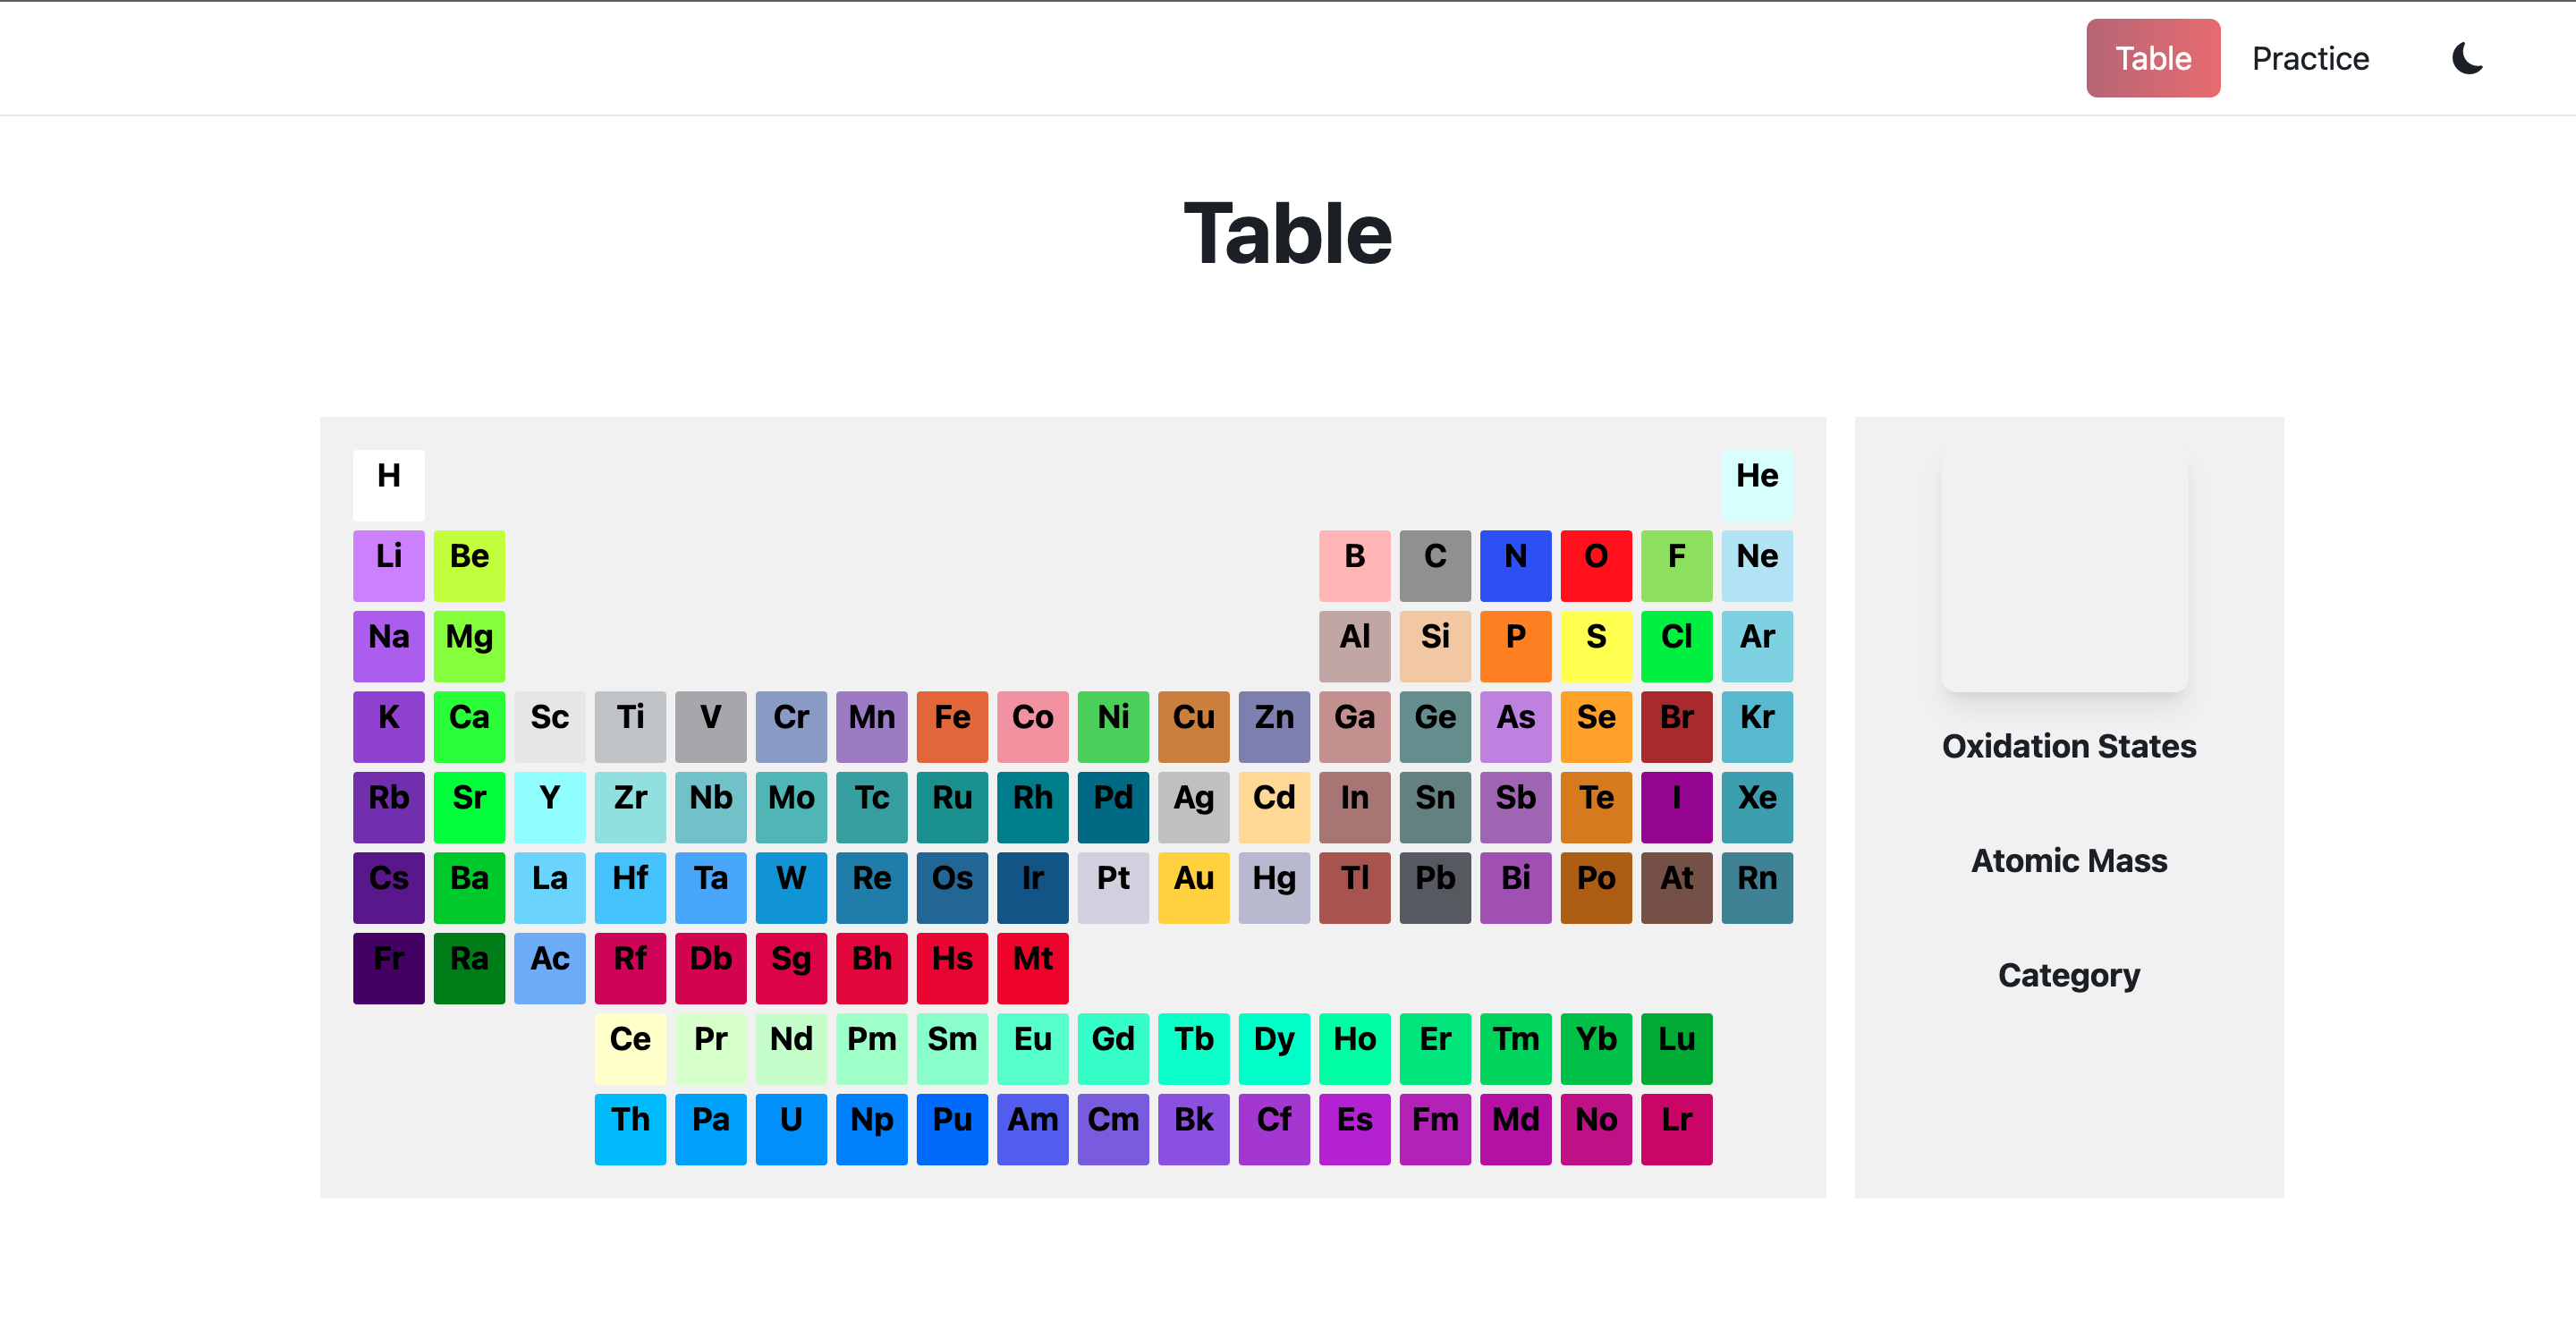 Table Practice
Table
H He
Li Be B C N O F Ne
Na Mg Al Si P S Cl Ar
K Ca Sc Ti V Cr Mn Fe Co Ni Cu Zn Ga Ge As Se Br Kr
Rb Sr Y Zr Nb Mo Tc Ru Rh Pd Ag Cd In Sn Sb Te I Xe
Cs Ba La Hf Ta W Re Os Ir Pt Au Hg Tl Pb Bi Po At Rn
Fr Ra Ac Rf Db Sg Bh Hs Mt
Ce Pr Nd Pm Sm Eu Gd Tb Dy Ho Er Tm Yb Lu
Th Pa U Np Pu Am Cm Bk Cf Es Fm Md No Lr
Oxidation States
Atomic Mass
Category